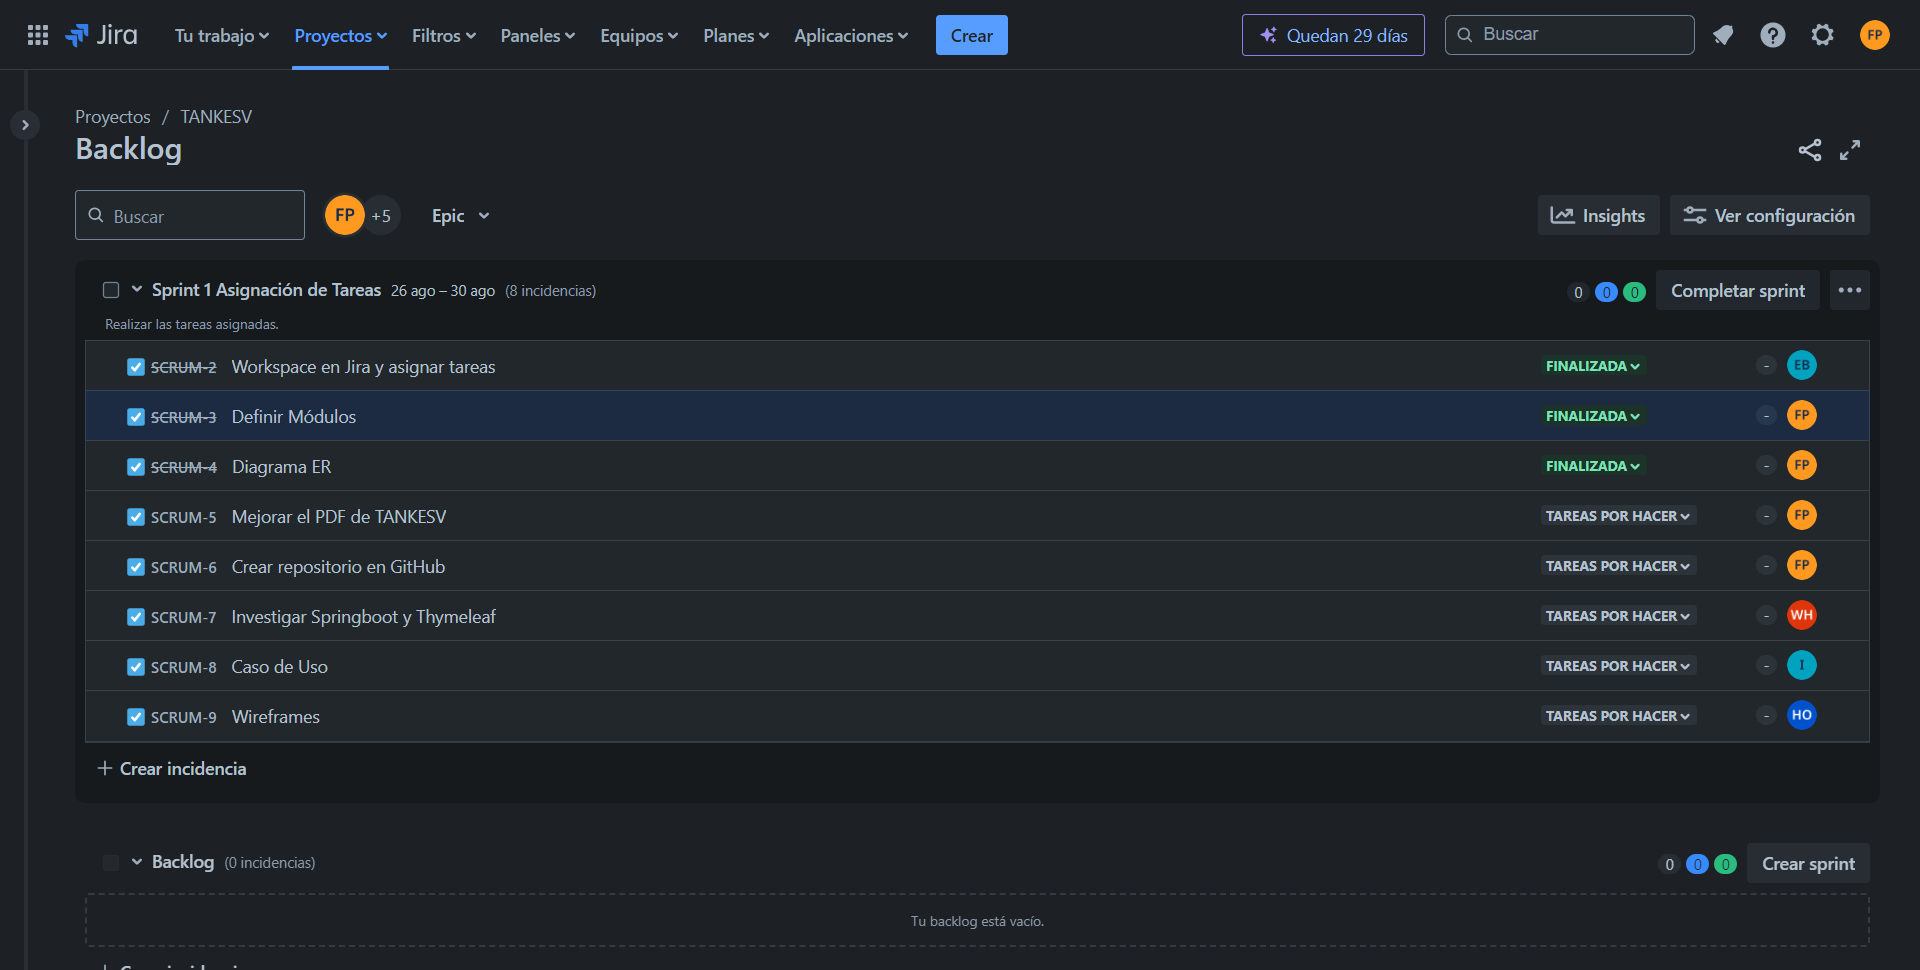 Jira Tu trabajo Proyectos Filtros Paneles Equipos Planes Aplicaciones Crear Quedan 29 días Buscar FP
Proyectos / TANKESV
Backlog
Buscar FP +5 Epic Insights Ver configuración
Sprint 1 Asignación de Tareas 26 ago – 30 ago (8 incidencias) 0 0 0 Completar sprint
Realizar las tareas asignadas.
SCRUM-2 Workspace en Jira y asignar tareas FINALIZADA - EB
SCRUM-3 Definir Módulos FINALIZADA - FP
SCRUM-4 Diagrama ER FINALIZADA - FP
SCRUM-5 Mejorar el PDF de TANKESV TAREAS POR HACER - FP
SCRUM-6 Crear repositorio en GitHub TAREAS POR HACER - FP
SCRUM-7 Investigar Springboot y Thymeleaf TAREAS POR HACER - WH
SCRUM-8 Caso de Uso TAREAS POR HACER - I
SCRUM-9 Wireframes TAREAS POR HACER - HO
+ Crear incidencia
Backlog (0 incidencias) 0 0 0 Crear sprint
Tu backlog está vacío.